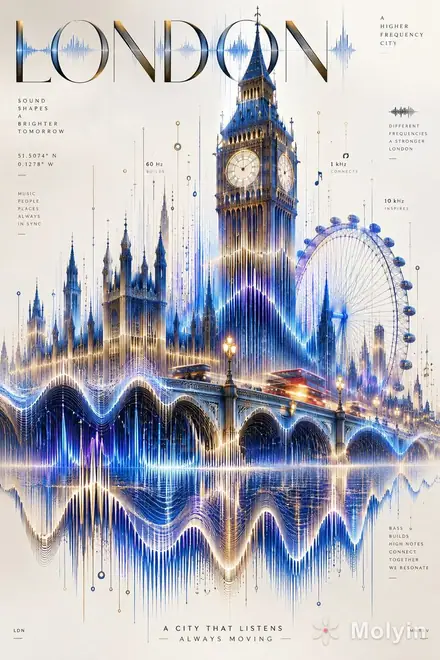 LONDON
A
HIGHER
FREQUENCY
CITY
SOUND
SHAPES
A
BRIGHTER
TOMORROW
DIFFERENT
FREQUENCIES
A STRONGER
LONDON
51.5074° N
0.1278° W
60 Hz
BUILDS
1 kHz
CONNECTS
MUSIC
PEOPLE
PLACES
ALWAYS
IN SYNC
10 kHz
INSPIRES
BASS
BUILDS
HIGH NOTES
CONNECT
TOGETHER
WE RESONATE
LDN
A CITY THAT LISTENS
ALWAYS MOVING
Molyin